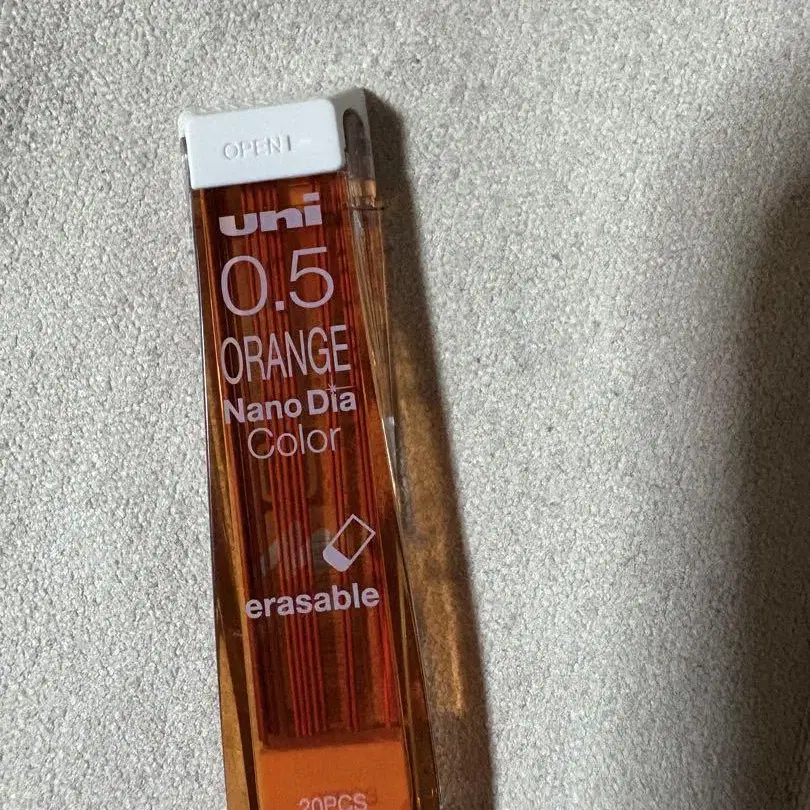 OPEN
uni
0.5
ORANGE
Nano Dia
Color
erasable
20PCS